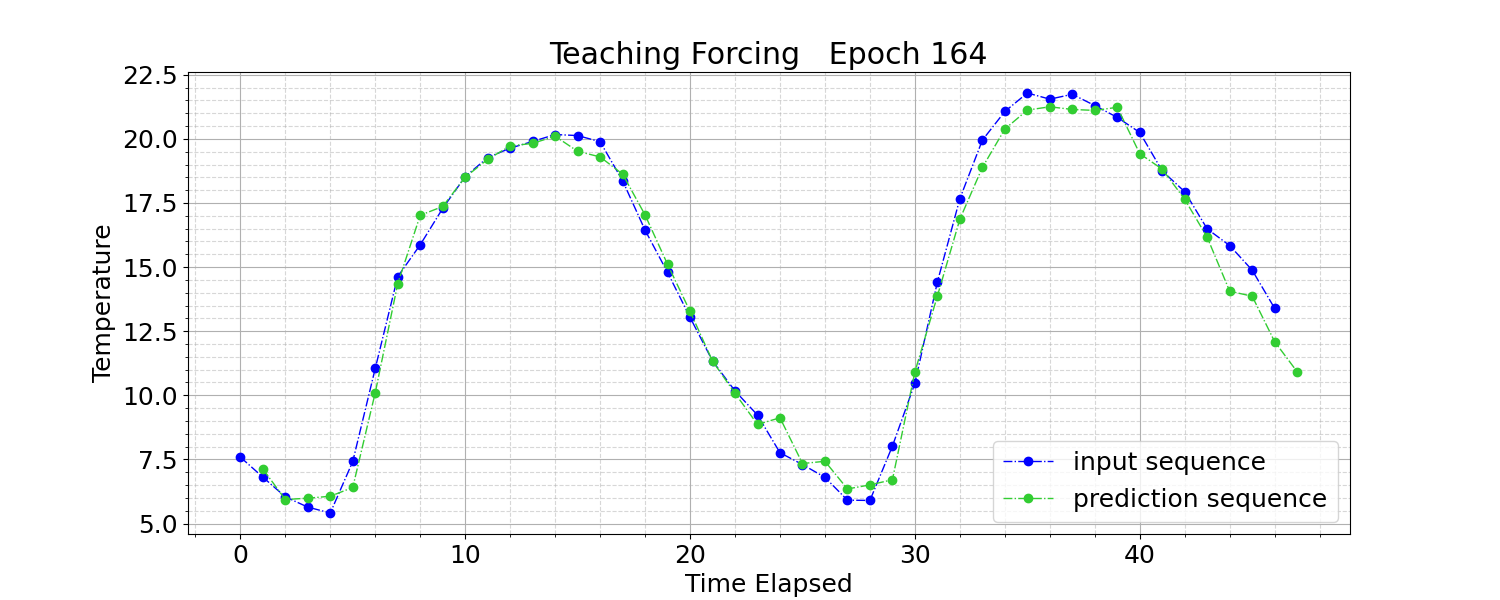 Teaching Forcing   Epoch 164
22.5
20.0
17.5
15.0
12.5
10.0
7.5
5.0
Temperature
0 10 20 30 40
Time Elapsed
input sequence
prediction sequence